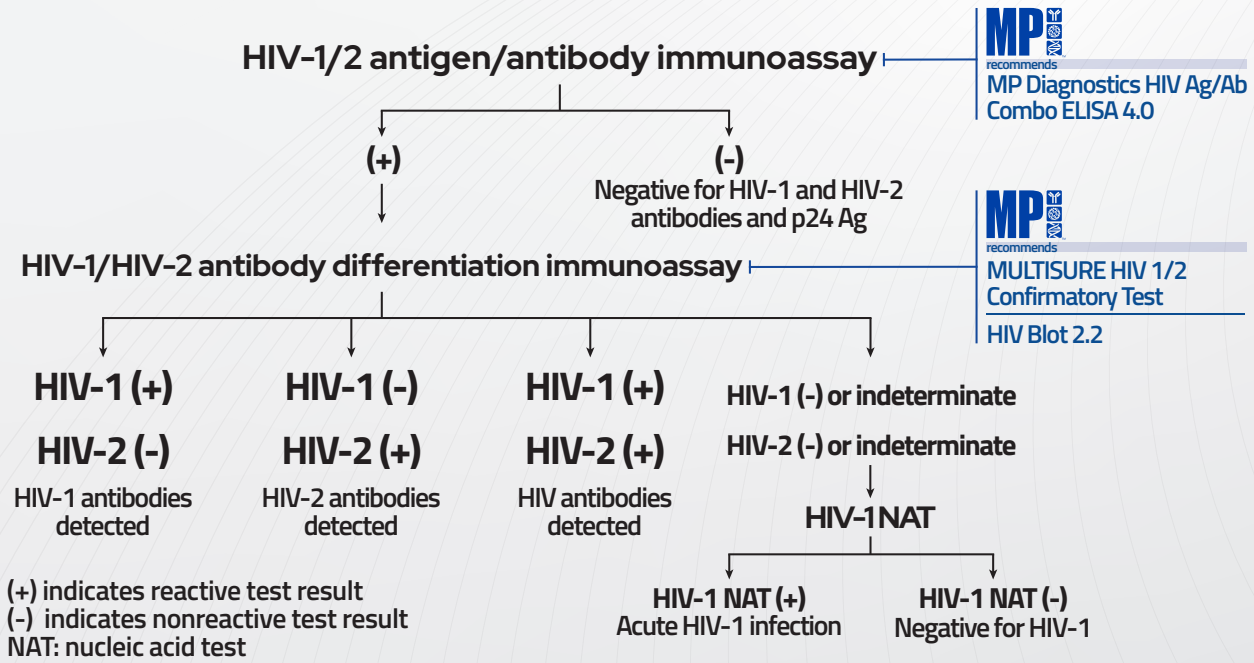 HIV-1/2 antigen/antibody immunoassay
MP
recommends
MP Diagnostics HIV Ag/Ab
Combo ELISA 4.0
(+)
(-)
Negative for HIV-1 and HIV-2
antibodies and p24 Ag
HIV-1/HIV-2 antibody differentiation immunoassay
MP
recommends
MULTISURE HIV 1/2
Confirmatory Test
HIV Blot 2.2
HIV-1 (+)
HIV-2 (-)
HIV-1 antibodies
detected
HIV-1 (-)
HIV-2 (+)
HIV-2 antibodies
detected
HIV-1 (+)
HIV-2 (+)
HIV antibodies
detected
HIV-1 (-) or indeterminate
HIV-2 (-) or indeterminate
HIV-1 NAT
HIV-1 NAT (+)
Acute HIV-1 infection
HIV-1 NAT (-)
Negative for HIV-1
(+) indicates reactive test result
(-) indicates nonreactive test result
NAT: nucleic acid test